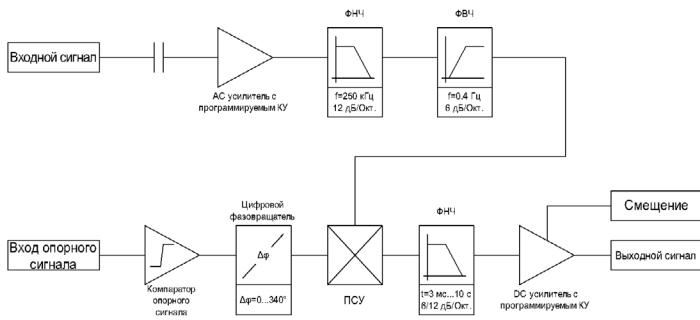 ФНЧ
ФВЧ
Входной сигнал
AC усилитель с
программируемым КУ
f=250 кГц
12 дБ/Окт.
f=0,4 Гц
6 дБ/Окт.
Цифровой
фазовращатель
ФНЧ
Смещение
Вход опорного
сигнала
Δφ
Выходной сигнал
Компаратор
опорного
сигнала
Δφ=0...340°
ПСУ
t=3 мс...10 с
6/12 дБ/Окт.
DC усилитель с
программируемым КУ